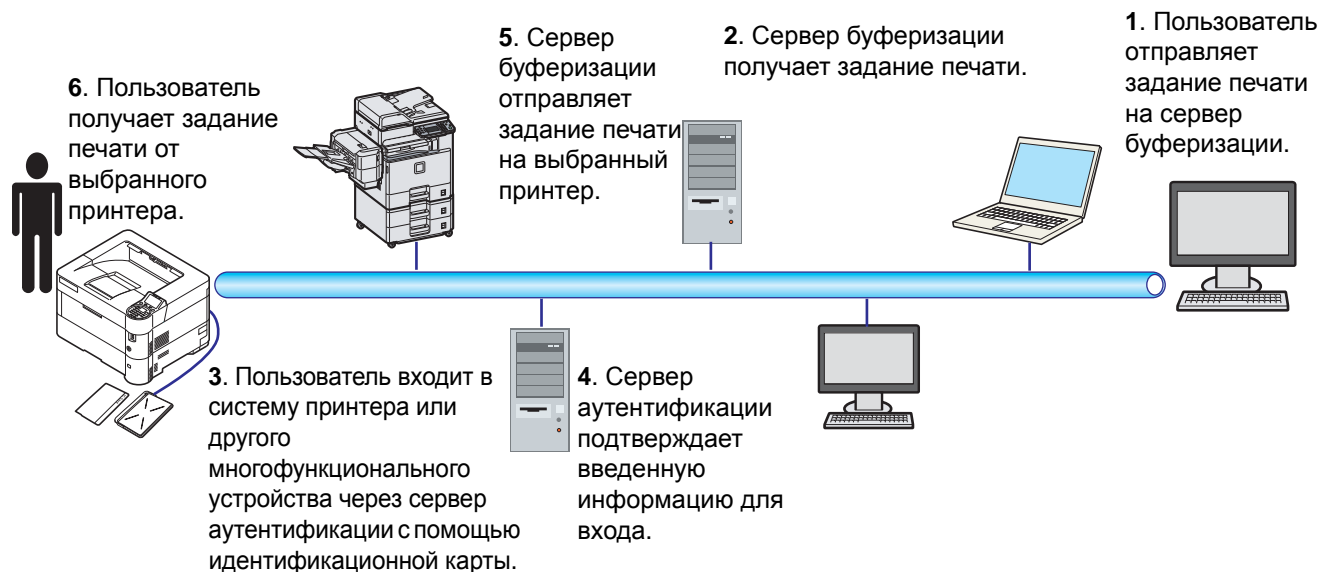 1. Пользователь
отправляет
задание печати
на сервер
буферизации.
2. Сервер буферизации
получает задание печати.
3. Пользователь входит в
систему принтера или
другого
многофункционального
устройства через сервер
аутентификации с помощью
идентификационной карты.
4. Сервер
аутентификации
подтверждает
введенную
информацию для
входа.
5. Сервер
буферизации
отправляет
задание печати
на выбранный
принтер.
6. Пользователь
получает задание
печати от
выбранного
принтера.